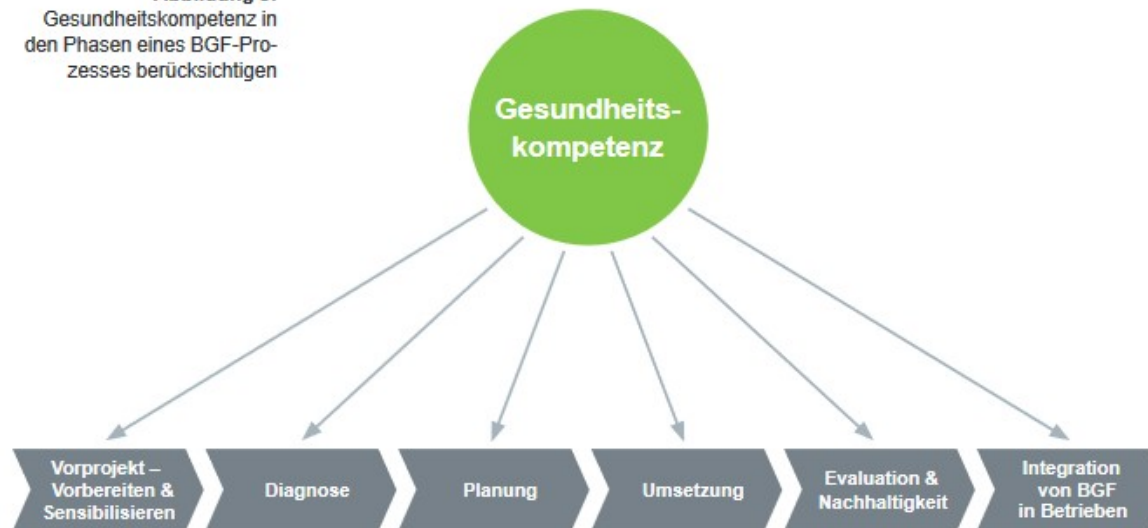 Gesundheitskompetenz in
den Phasen eines BGF-Pro-
zesses berücksichtigen
Gesundheits-
kompetenz
Vorprojekt –
Vorbereiten &
Sensibilisieren
Diagnose
Planung
Umsetzung
Evaluation &
Nachhaltigkeit
Integration
von BGF
in Betrieben